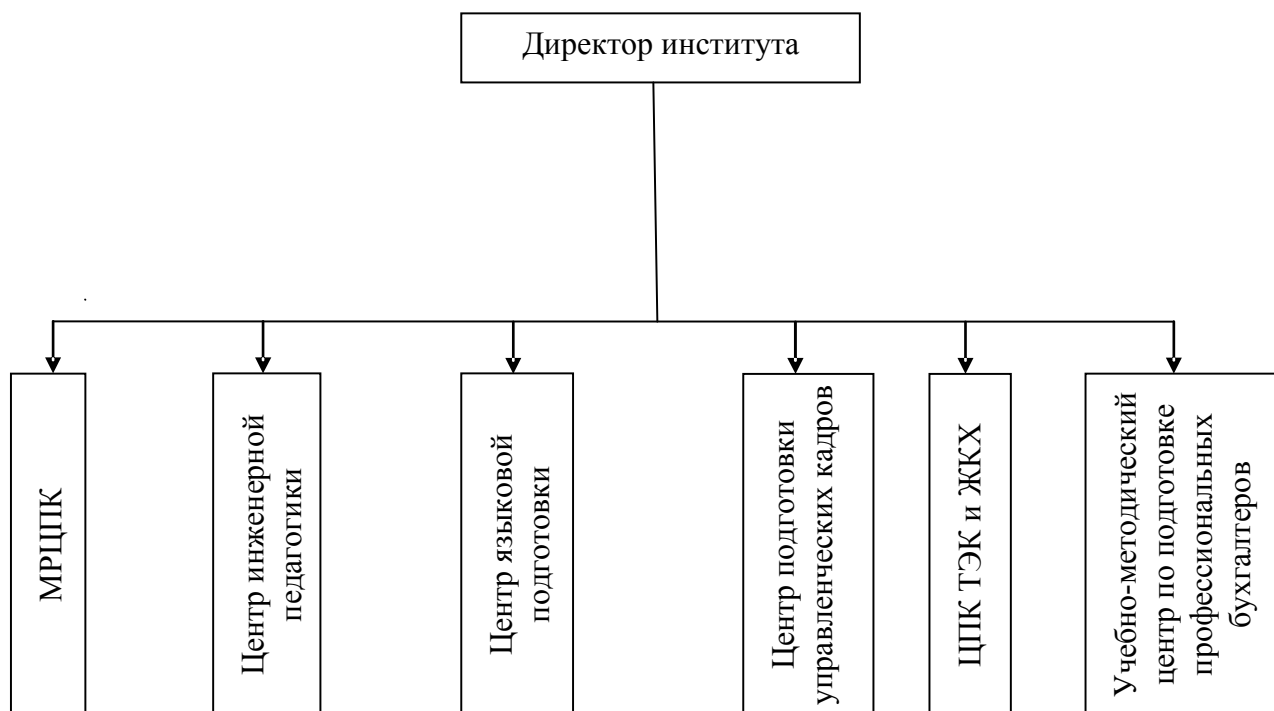 Директор института
МРЦПК
Центр инженерной
педагогики
Центр языковой
подготовки
Центр подготовки
управленческих кадров
ЦПК ТЭК и ЖКХ
Учебно-методический
центр по подготовке
профессиональных
бухгалтеров